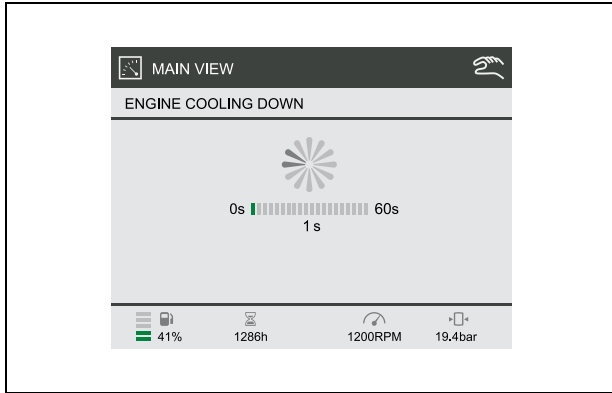 MAIN VIEW
ENGINE COOLING DOWN
0s 60s
1 s
41% 1286h 1200RPM 19.4bar